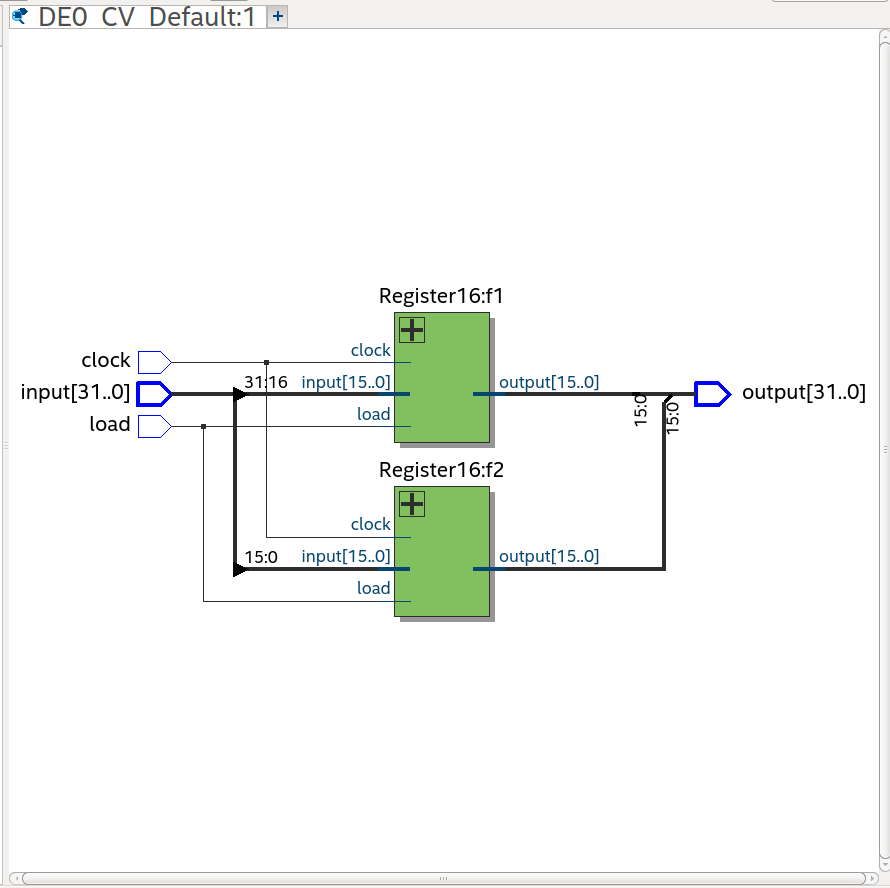 DE0_CV_Default:1
Register16:f1
clock
clock
31:16
input[15..0]
output[15..0]
input[31..0]
output[31..0]
load
load
15:0
15:0
Register16:f2
clock
15:0
input[15..0]
output[15..0]
load